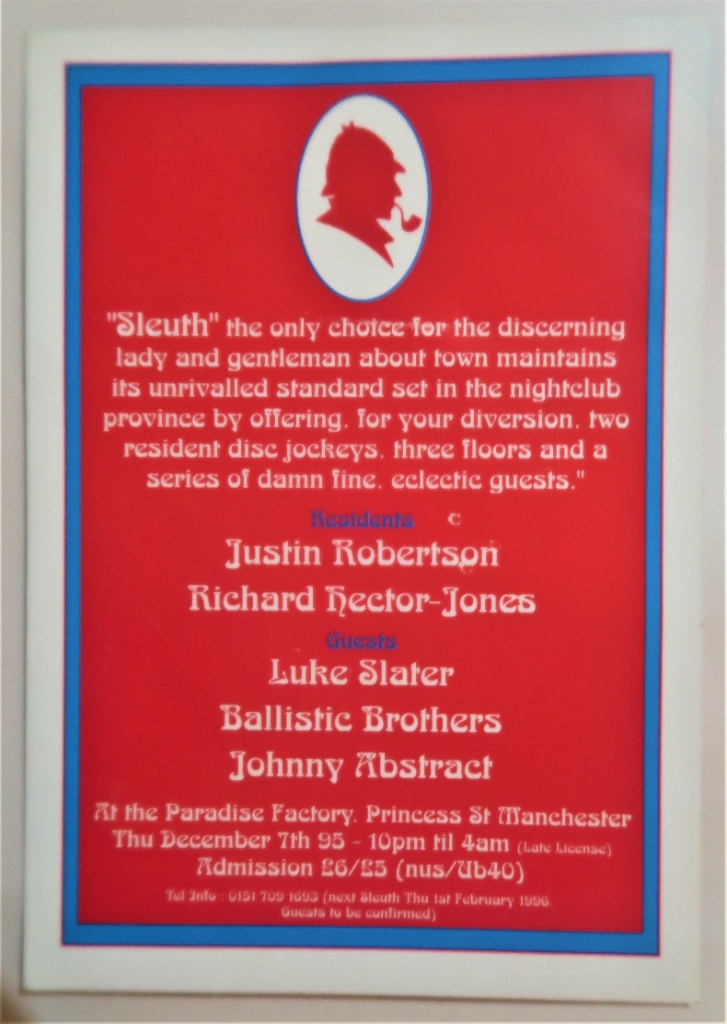 "Sleuth" the only choice for the discerning
lady and gentleman about town maintains
its unrivalled standard set in the nightclub
province by offering, for your diversion, two
resident disc jockeys, three floors and a
series of damn fine, eclectic guests."
Residents
Justin Robertson
Richard Hector-Jones
Guests
Luke Slater
Ballistic Brothers
Johnny Abstract
At the Paradise Factory, Princess St Manchester
Thu December 7th 95 - 10pm til 4am (Late License)
Admission £6/£5 (nus/Ub40)
Tel Info : 0151 709 1693 (next Sleuth Thu 1st February 1996,
Guests to be confirmed)